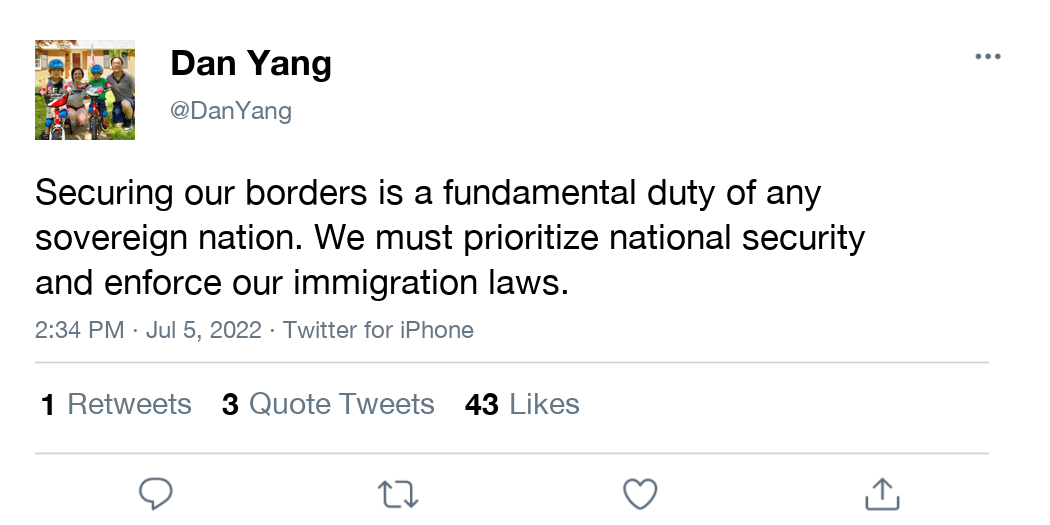 Dan Yang
@DanYang
Securing our borders is a fundamental duty of any
sovereign nation. We must prioritize national security
and enforce our immigration laws.
2:34 PM · Jul 5, 2022 · Twitter for iPhone
1 Retweets 3 Quote Tweets 43 Likes